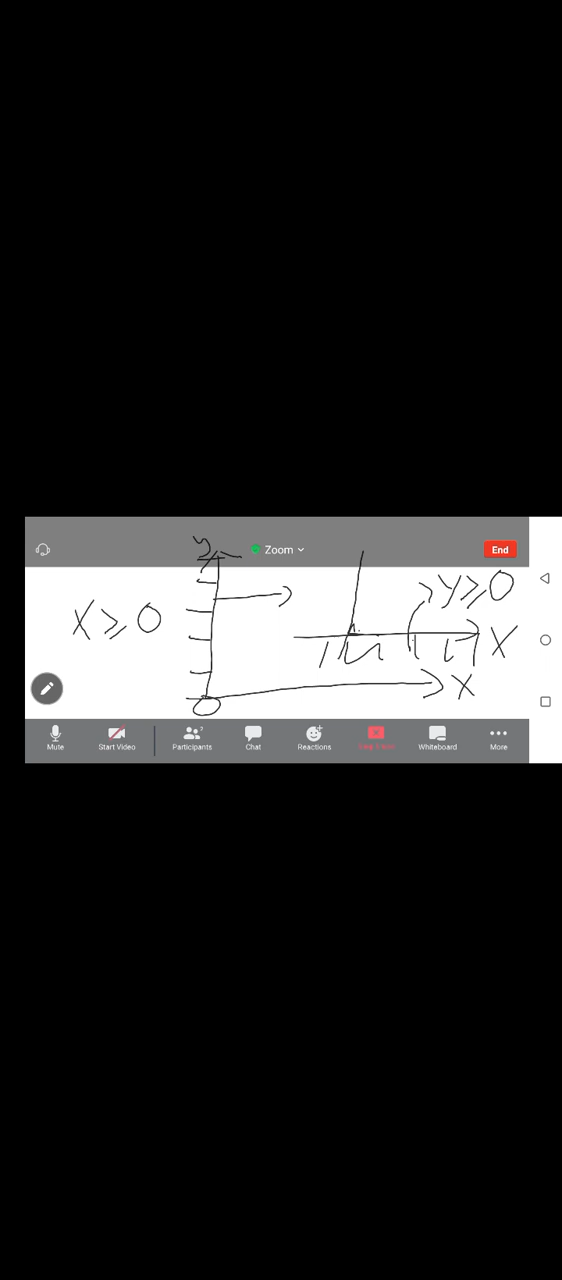 y
Zoom
End
y≥0
x≥0
x
x
0
Mute
Start Video
Participants
Chat
Reactions
Whiteboard
More